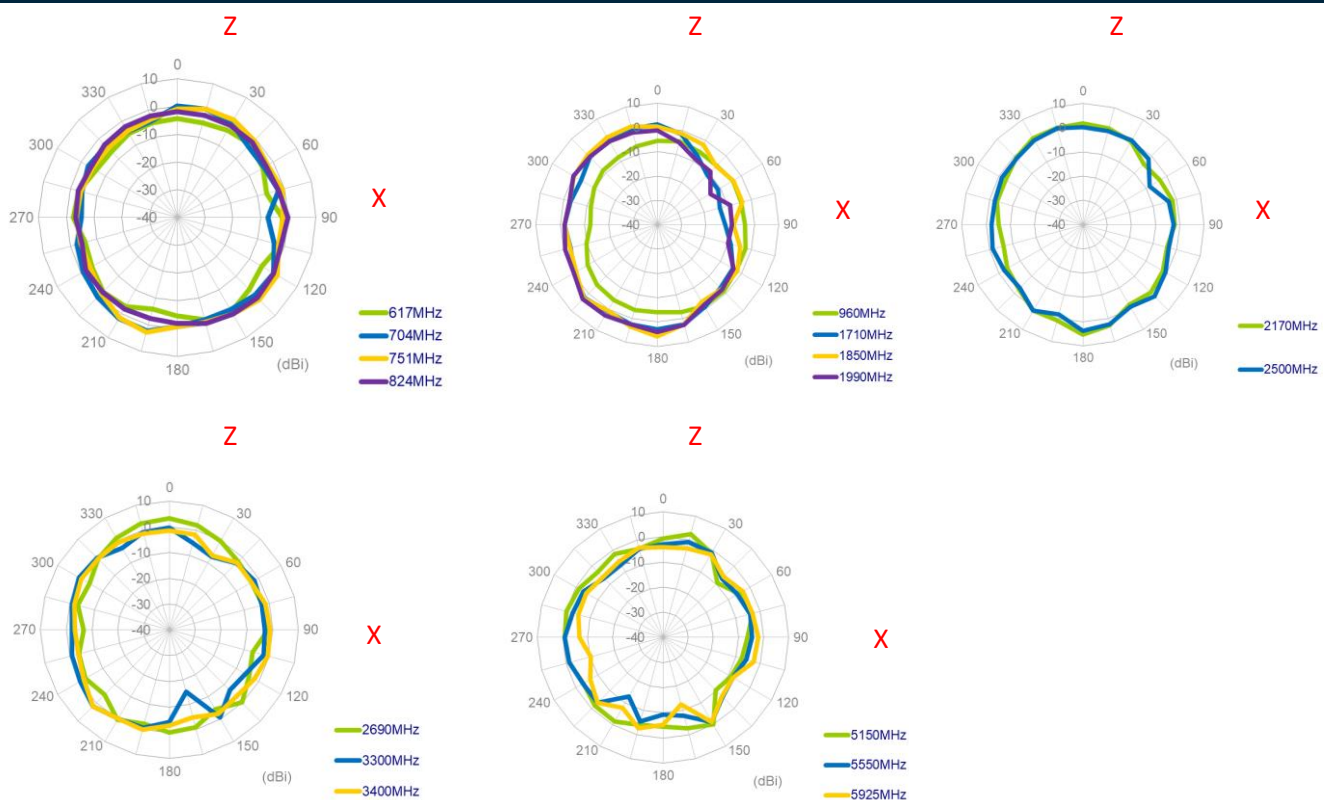 Z
0
10
330
30
0
-10
300
60
-20
-30
270
-40
90
X
240
120
210
150
180
(dBi)
617MHz
704MHz
751MHz
824MHz
Z
0
10
330
30
0
-10
300
60
-20
-30
270
-40
90
X
240
120
210
150
180
(dBi)
960MHz
1710MHz
1850MHz
1990MHz
Z
0
10
330
30
0
-10
300
60
-20
-30
270
-40
90
X
240
120
210
150
180
(dBi)
2170MHz
2500MHz
Z
0
10
330
30
0
-10
300
60
-20
-30
270
-40
90
X
240
120
210
150
180
(dBi)
2690MHz
3300MHz
3400MHz
Z
0
10
330
30
0
-10
300
60
-20
-30
270
-40
90
X
240
120
210
150
180
(dBi)
5150MHz
5550MHz
5925MHz